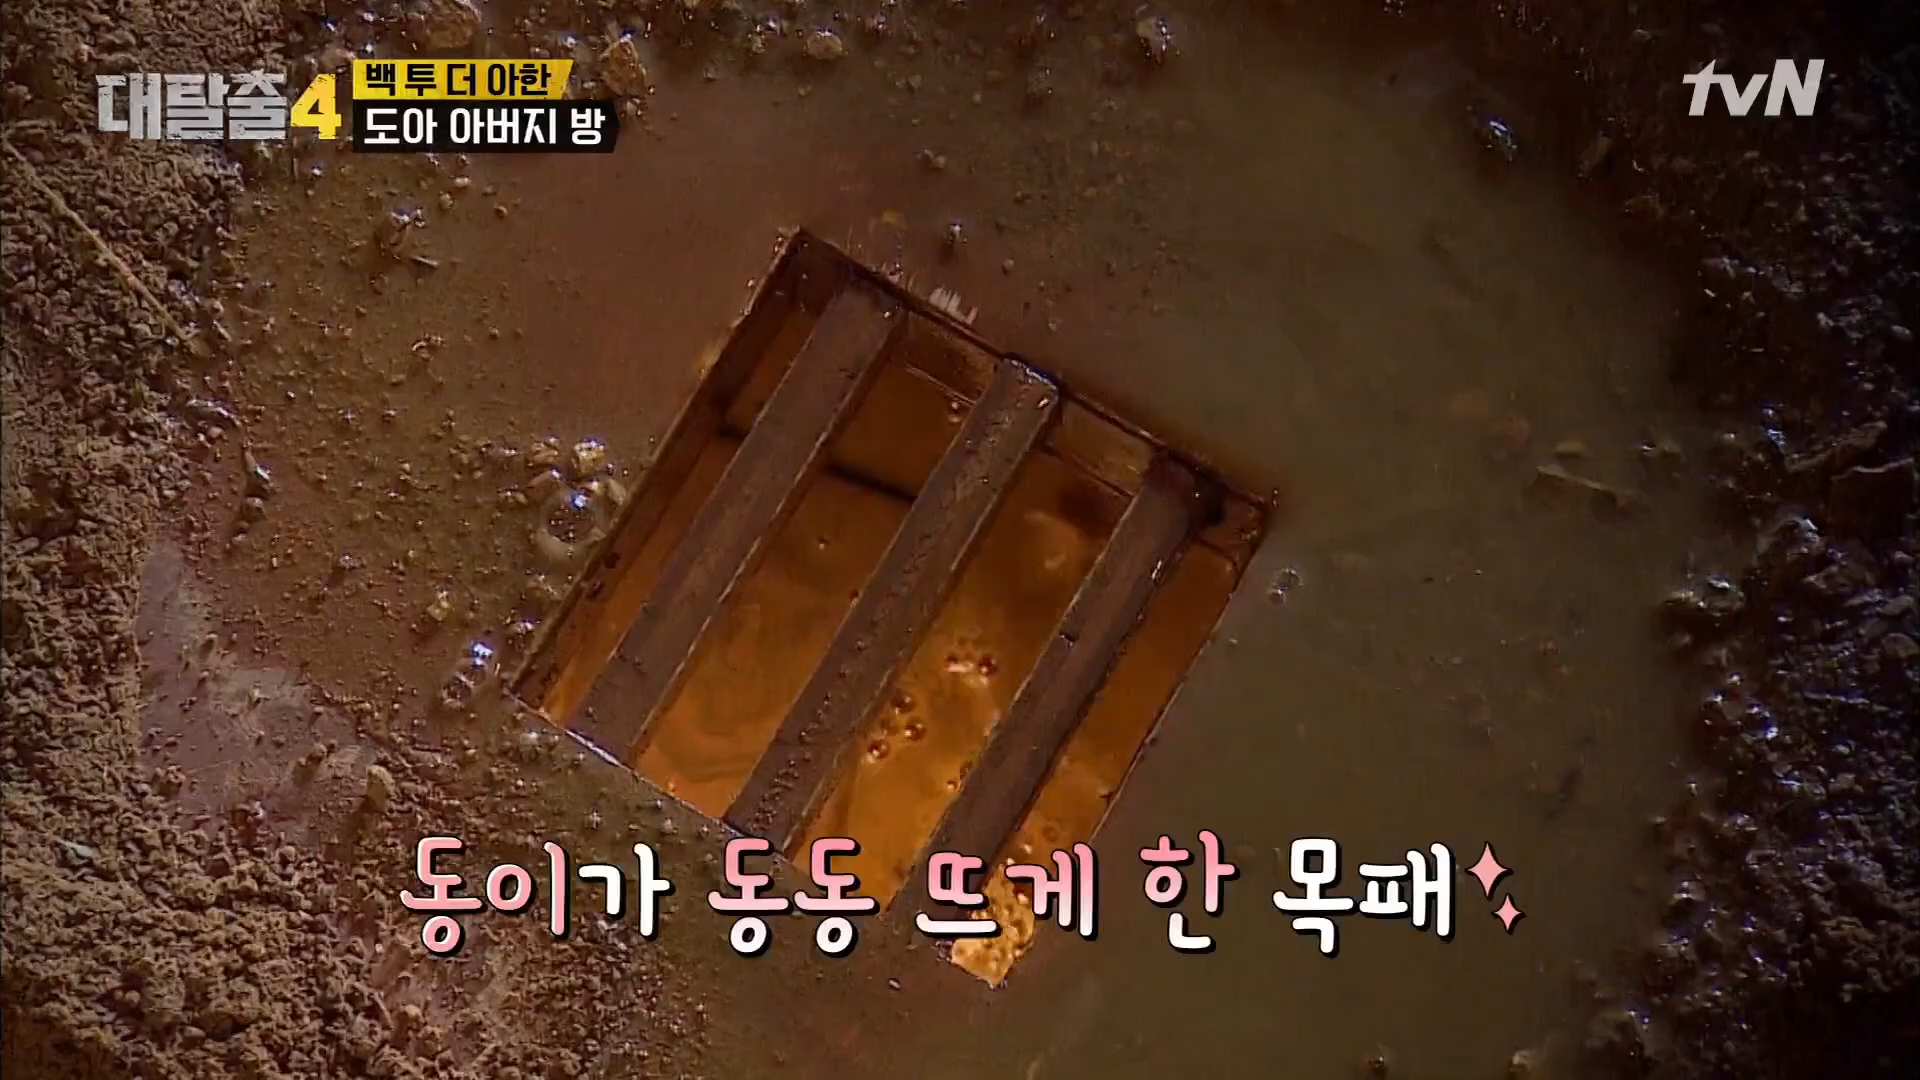 대탈출4
백 투 더 아한
도아 아버지 방
tvN
동이가 동동 뜨게 한 목패